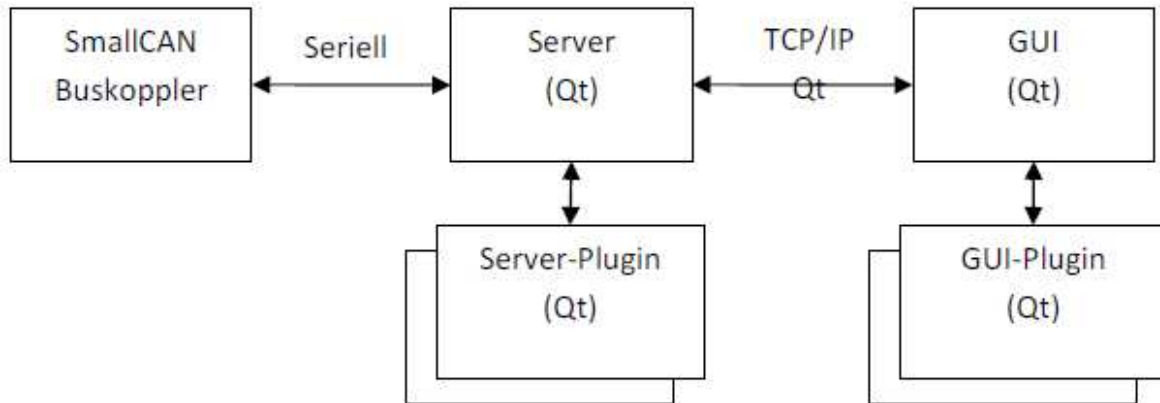 SmallCAN
Buskoppler
Seriell
Server
(Qt)
TCP/IP
Qt
GUI
(Qt)
Server-Plugin
(Qt)
GUI-Plugin
(Qt)